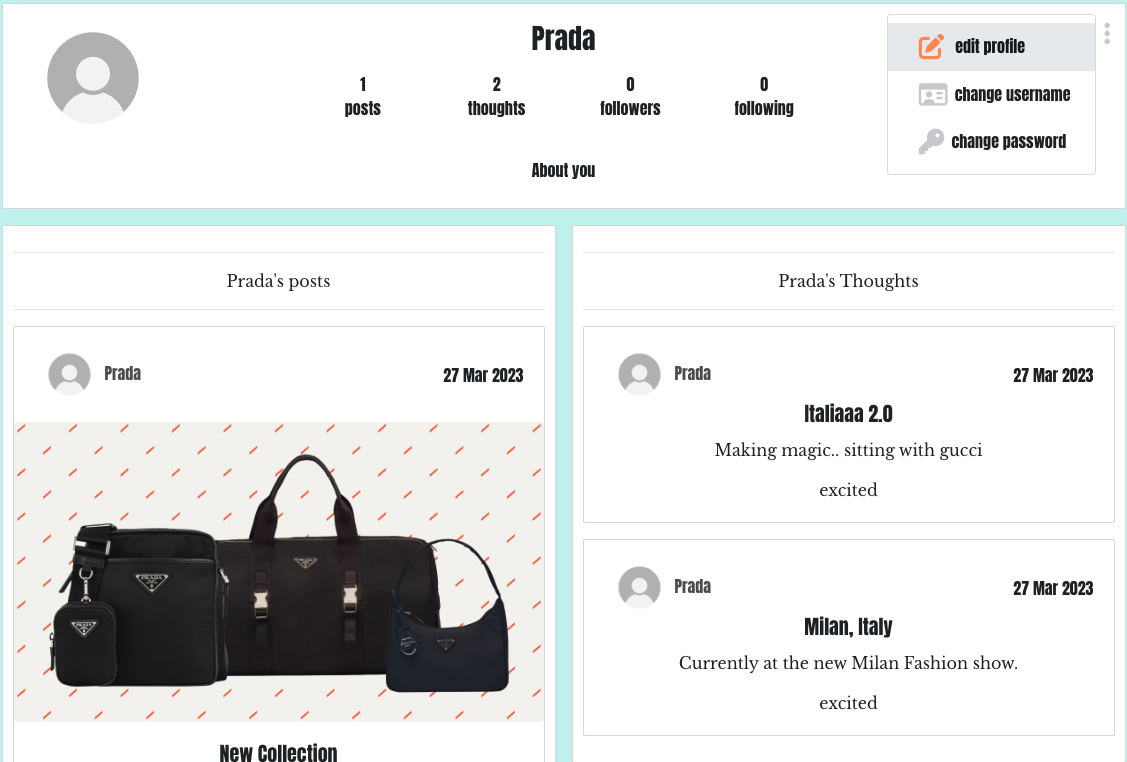 Prada
1
posts
2
thoughts
0
followers
0
following
About you
edit profile
change username
change password
Prada's posts
Prada
27 Mar 2023
PRADA
PRADA
New Collection
Prada's Thoughts
Prada
27 Mar 2023
Italiaaa 2.0
Making magic.. sitting with gucci
excited
Prada
27 Mar 2023
Milan, Italy
Currently at the new Milan Fashion show.
excited